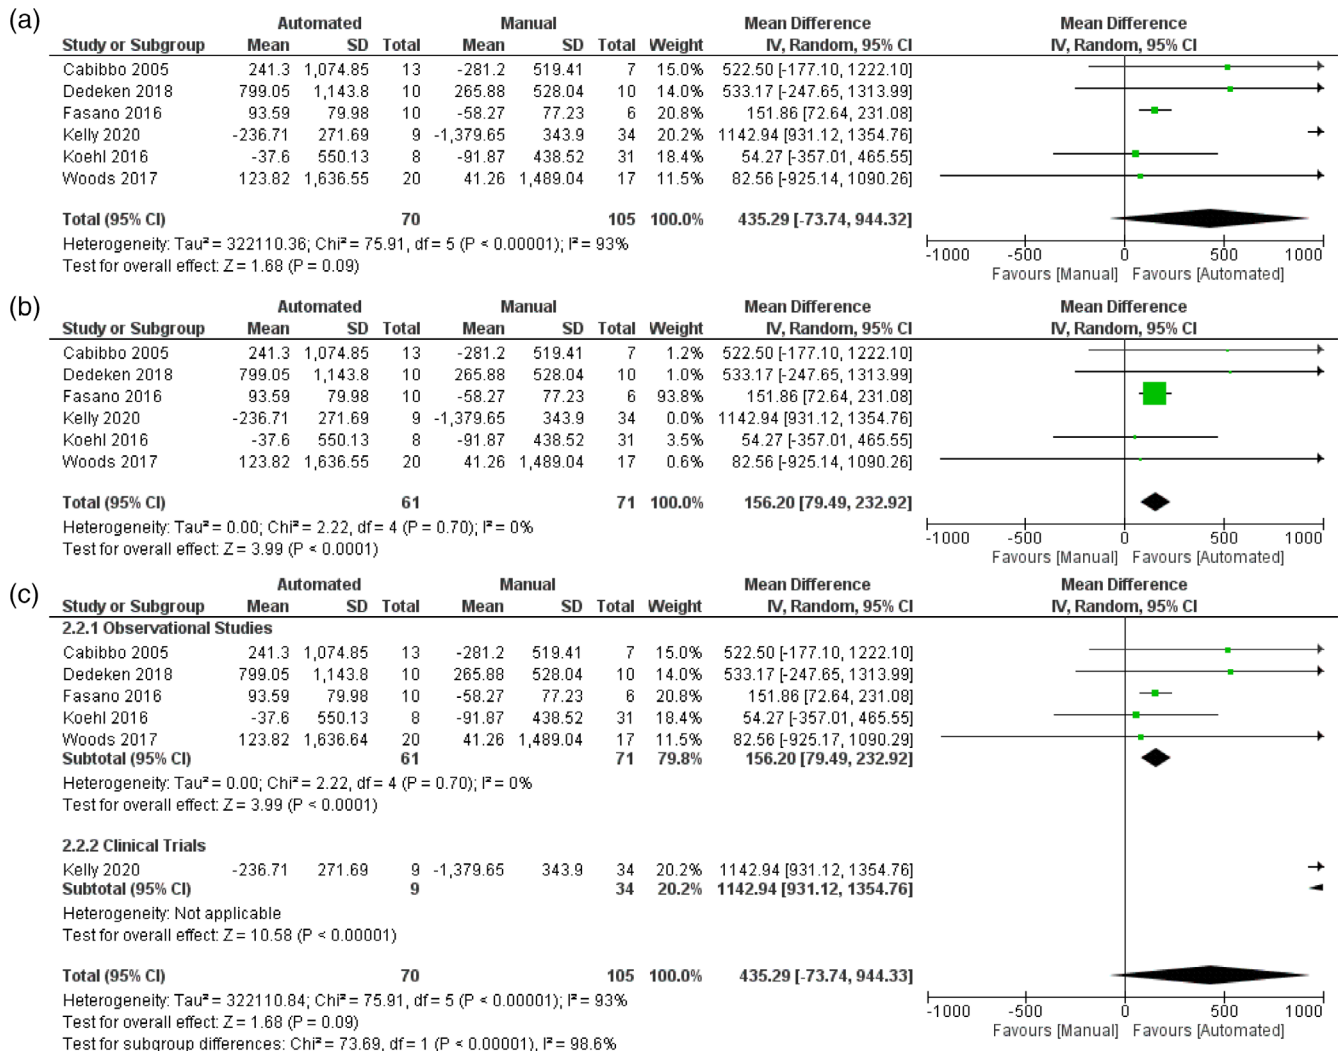 (a)
Automated Manual Mean Difference Mean Difference
Study or Subgroup Mean SD Total Mean SD Total Weight IV, Random, 95% CI IV, Random, 95% CI
Cabibbo 2005 241.3 1,074.85 13 -281.2 519.41 7 15.0% 522.50 [-177.10, 1222.10]
Dedeken 2018 799.05 1,143.8 10 265.88 528.04 10 14.0% 533.17 [-247.65, 1313.99]
Fasano 2016 93.59 79.98 10 -58.27 77.23 6 20.8% 151.86 [72.64, 231.08]
Kelly 2020 -236.71 271.69 9 -1,379.65 343.9 34 20.2% 1142.94 [931.12, 1354.76]
Koehl 2016 -37.6 550.13 8 -91.87 438.52 31 18.4% 54.27 [-357.01, 465.55]
Woods 2017 123.82 1,636.55 20 41.26 1,489.04 17 11.5% 82.56 [-925.14, 1090.26]
Total (95% CI) 70 105 100.0% 435.29 [-73.74, 944.32]
Heterogeneity: Tau² = 322110.36; Chi² = 75.91, df = 5 (P < 0.00001); I² = 93%
Test for overall effect: Z = 1.68 (P = 0.09)
-1000 -500 0 500 1000
Favours [Manual] Favours [Automated]
(b)
Automated Manual Mean Difference Mean Difference
Study or Subgroup Mean SD Total Mean SD Total Weight IV, Random, 95% CI IV, Random, 95% CI
Cabibbo 2005 241.3 1,074.85 13 -281.2 519.41 7 1.2% 522.50 [-177.10, 1222.10]
Dedeken 2018 799.05 1,143.8 10 265.88 528.04 10 1.0% 533.17 [-247.65, 1313.99]
Fasano 2016 93.59 79.98 10 -58.27 77.23 6 93.8% 151.86 [72.64, 231.08]
Kelly 2020 -236.71 271.69 9 -1,379.65 343.9 34 0.0% 1142.94 [931.12, 1354.76]
Koehl 2016 -37.6 550.13 8 -91.87 438.52 31 3.5% 54.27 [-357.01, 465.55]
Woods 2017 123.82 1,636.55 20 41.26 1,489.04 17 0.6% 82.56 [-925.14, 1090.26]
Total (95% CI) 61 71 100.0% 156.20 [79.49, 232.92]
Heterogeneity: Tau² = 0.00; Chi² = 2.22, df = 4 (P = 0.70); I² = 0%
Test for overall effect: Z = 3.99 (P < 0.0001)
-1000 -500 0 500 1000
Favours [Manual] Favours [Automated]
(c)
Automated Manual Mean Difference Mean Difference
Study or Subgroup Mean SD Total Mean SD Total Weight IV, Random, 95% CI IV, Random, 95% CI
2.2.1 Observational Studies
Cabibbo 2005 241.3 1,074.85 13 -281.2 519.41 7 15.0% 522.50 [-177.10, 1222.10]
Dedeken 2018 799.05 1,143.8 10 265.88 528.04 10 14.0% 533.17 [-247.65, 1313.99]
Fasano 2016 93.59 79.98 10 -58.27 77.23 6 20.8% 151.86 [72.64, 231.08]
Koehl 2016 -37.6 550.13 8 -91.87 438.52 31 18.4% 54.27 [-357.01, 465.55]
Woods 2017 123.82 1,636.64 20 41.26 1,489.04 17 11.5% 82.56 [-925.17, 1090.29]
Subtotal (95% CI) 61 71 79.8% 156.20 [79.49, 232.92]
Heterogeneity: Tau² = 0.00; Chi² = 2.22, df = 4 (P = 0.70); I² = 0%
Test for overall effect: Z = 3.99 (P < 0.0001)
2.2.2 Clinical Trials
Kelly 2020 -236.71 271.69 9 -1,379.65 343.9 34 20.2% 1142.94 [931.12, 1354.76]
Subtotal (95% CI) 9 34 20.2% 1142.94 [931.12, 1354.76]
Heterogeneity: Not applicable
Test for overall effect: Z = 10.58 (P < 0.00001)
Total (95% CI) 70 105 100.0% 435.29 [-73.74, 944.33]
Heterogeneity: Tau² = 322110.84; Chi² = 75.91, df = 5 (P < 0.00001); I² = 93%
Test for overall effect: Z = 1.68 (P = 0.09)
Test for subgroup differences: Chi² = 73.69, df = 1 (P < 0.00001), I² = 98.6%
-1000 -500 0 500 1000
Favours [Manual] Favours [Automated]